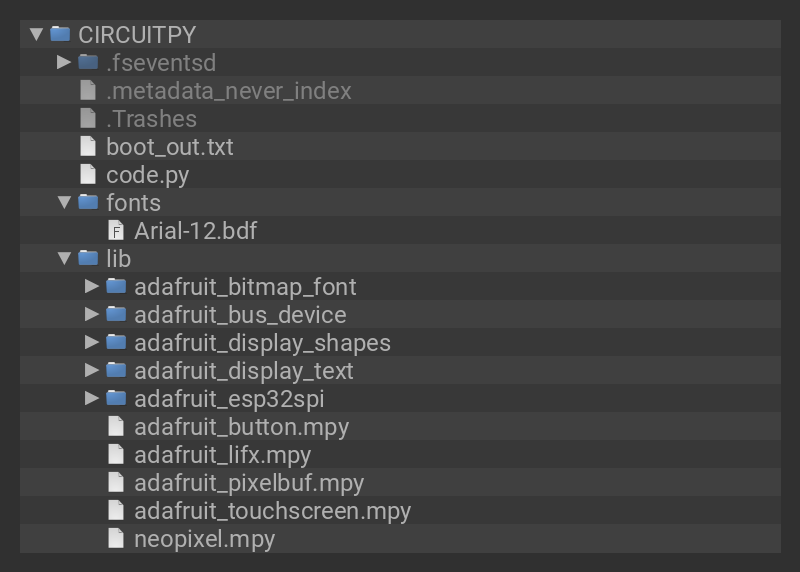 CIRCUITPY
.fseventsd
.metadata_never_index
.Trashes
boot_out.txt
code.py
fonts
F Arial-12.bdf
lib
adafruit_bitmap_font
adafruit_bus_device
adafruit_display_shapes
adafruit_display_text
adafruit_esp32spi
adafruit_button.mpy
adafruit_lifx.mpy
adafruit_pixelbuf.mpy
adafruit_touchscreen.mpy
neopixel.mpy